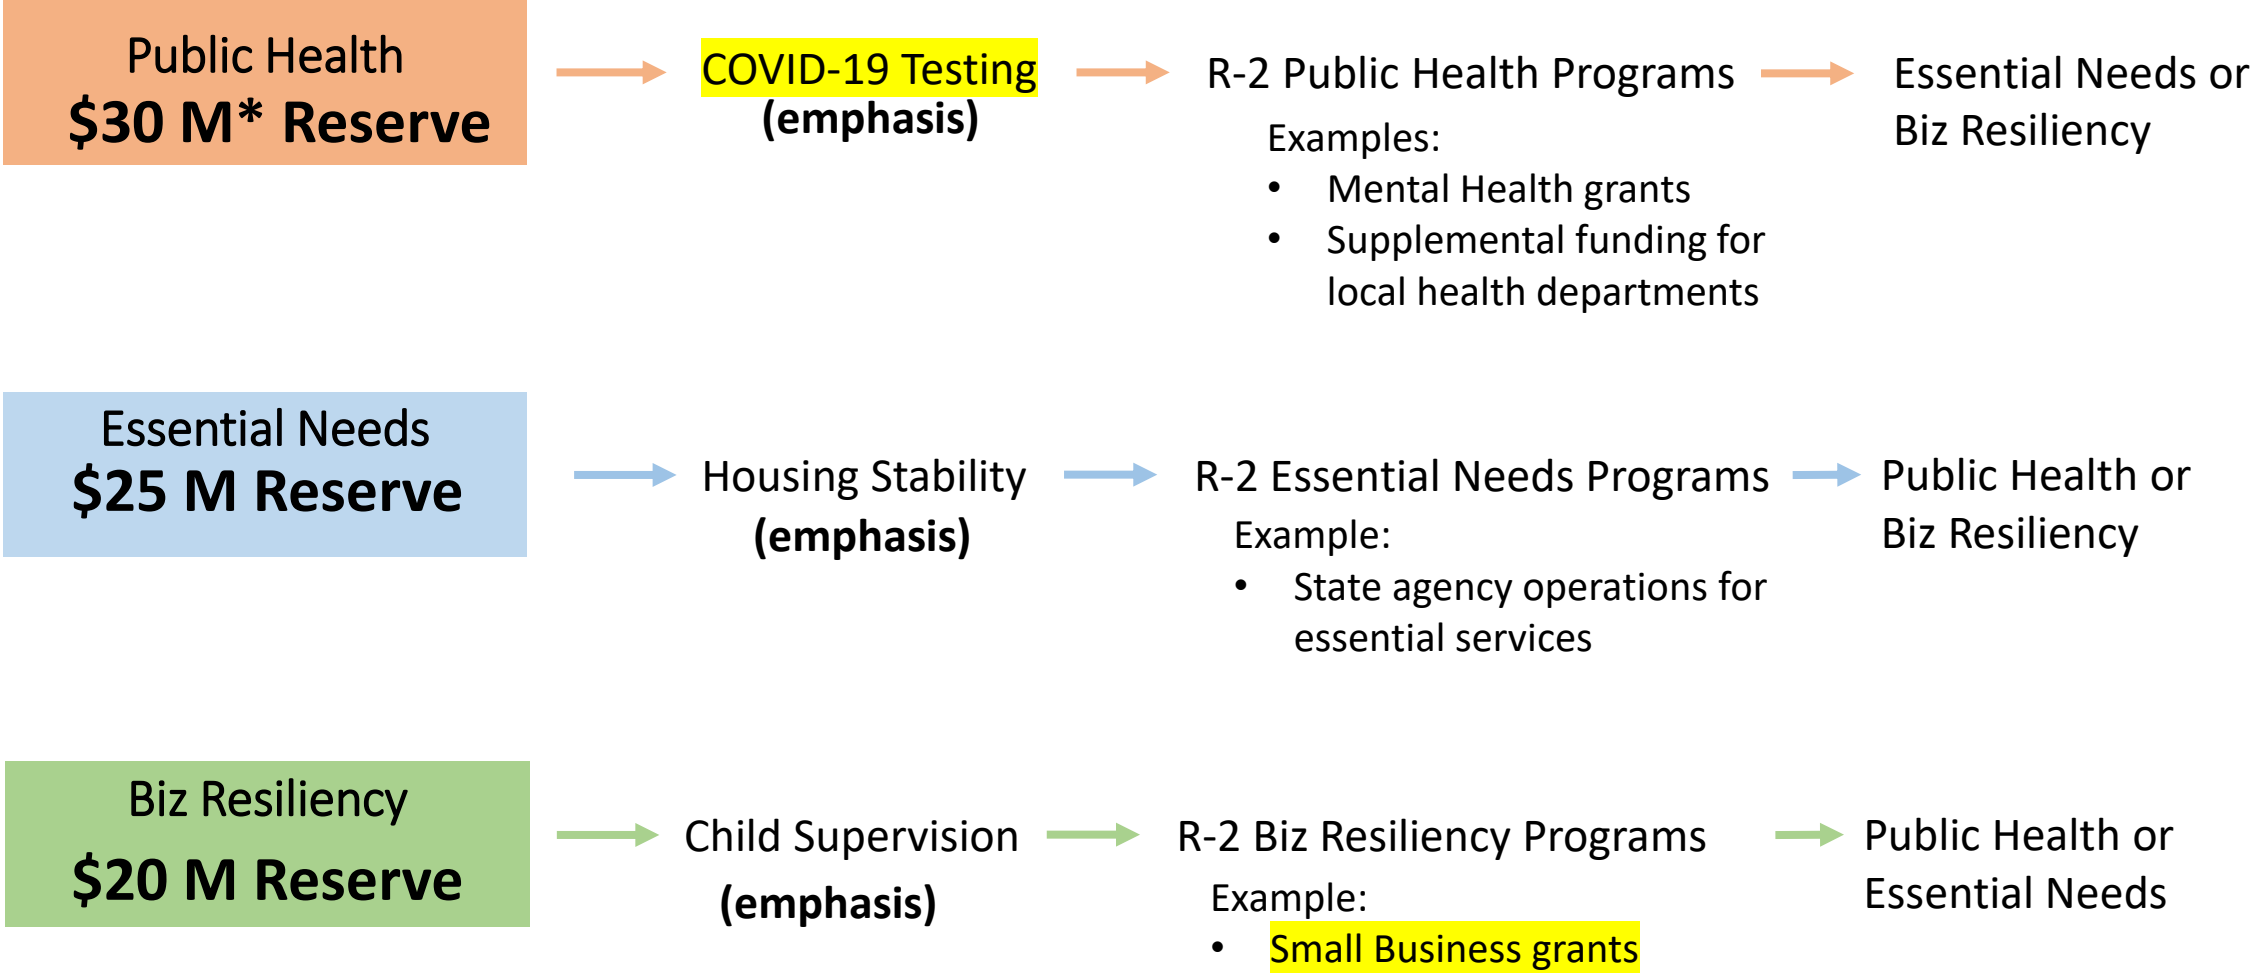 Public Health
$30 M* Reserve
COVID-19 Testing
(emphasis)
R-2 Public Health Programs
Examples:
• Mental Health grants
• Supplemental funding for
local health departments
Essential Needs or
Biz Resiliency
Essential Needs
$25 M Reserve
Housing Stability
(emphasis)
R-2 Essential Needs Programs
Example:
• State agency operations for
essential services
Public Health or
Biz Resiliency
Biz Resiliency
$20 M Reserve
Child Supervision
(emphasis)
R-2 Biz Resiliency Programs
Example:
• Small Business grants
Public Health or
Essential Needs